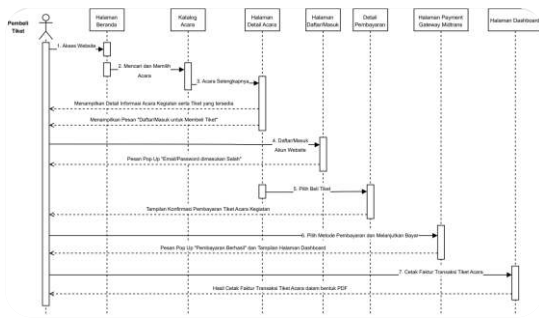 Pembeli
Tiket
Halaman
Beranda
Katalog
Acara
Halaman
Detail Acara
Halaman
Daftar/Masuk
Detail
Pembayaran
Halaman Payment
Gateway Midtrans
Halaman Dashboard
1. Akses Website
2. Mencari dan Memilih
Acara
3. Acara Selengkapnya
Menampilkan Detail Informasi Acara Kegiatan serta Tiket yang tersedia
Menampilkan Pesan "Daftar/Masuk untuk Membeli Tiket"
4. Daftar/Masuk
Akun Website
Pesan Pop Up "Email/Password dimasukan Salah"
5. Pilih Beli Tiket
Tampilan Konfirmasi Pembayaran Tiket Acara Kegiatan
6. Pilih Metode Pembayaran dan Melanjutkan Bayar
Pesan Pop Up "Pembayaran Berhasil" dan Tampilan Halaman Dashboard
7. Cetak Faktur Transaksi Tiket Acara
Hasil Cetak Faktur Transaksi Tiket Acara dalam bentuk PDF